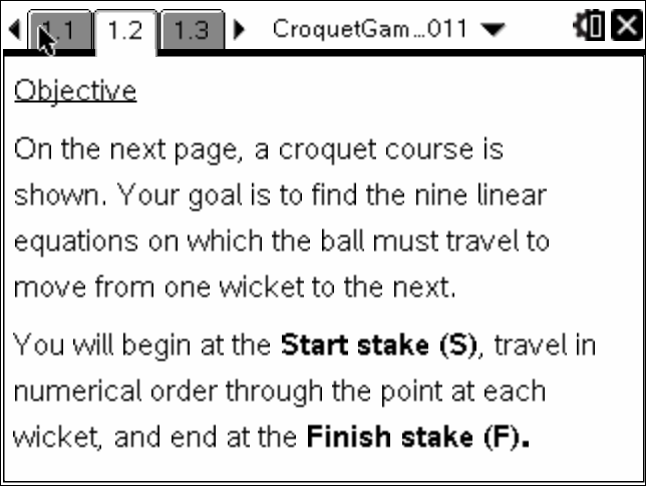 1.1 1.2 1.3 CroquetGam...011
Objective
On the next page, a croquet course is
shown. Your goal is to find the nine linear
equations on which the ball must travel to
move from one wicket to the next.
You will begin at the Start stake (S), travel in
numerical order through the point at each
wicket, and end at the Finish stake (F).